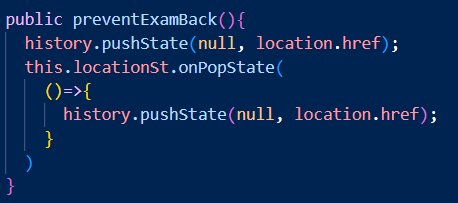 public preventExamBack(){
  history.pushState(null, location.href);
  this.locationSt.onPopState(
    ()=>{
      history.pushState(null, location.href);
    }
  )
}